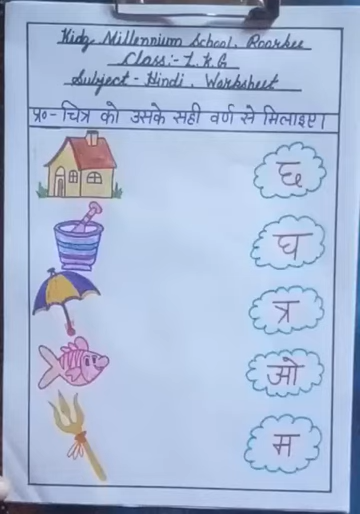 Kidz Millennium School, Roorkee
Class:- L.K.G
Subject - Hindi, Worksheet
प्र०- चित्र को उसके सही वर्ण से मिलाइए।
छ
घ
त्र
ओ
म